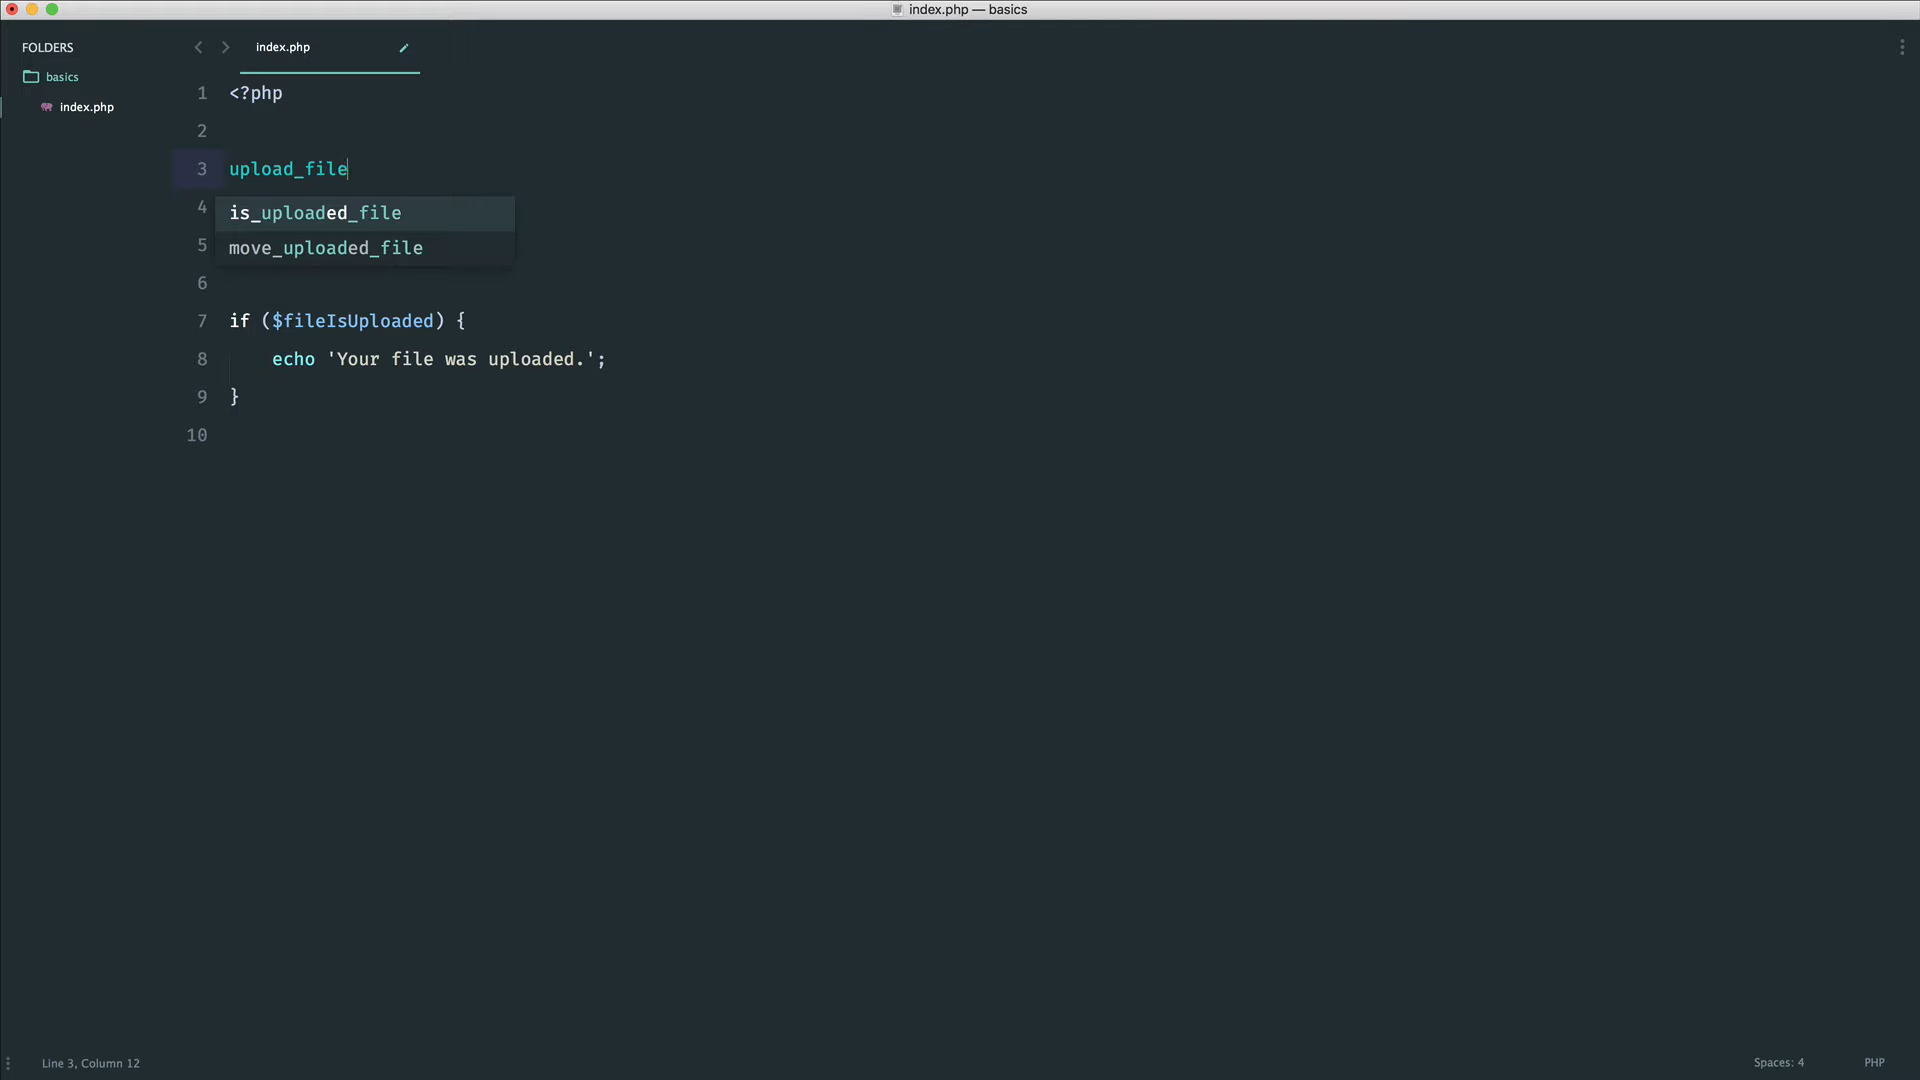 index.php — basics
FOLDERS
basics
index.php
index.php
1 <?php
2
3 upload_file
4 is_uploaded_file
5 move_uploaded_file
6
7 if ($fileIsUploaded) {
8 echo 'Your file was uploaded.';
9 }
10
Line 3, Column 12
Spaces: 4
PHP